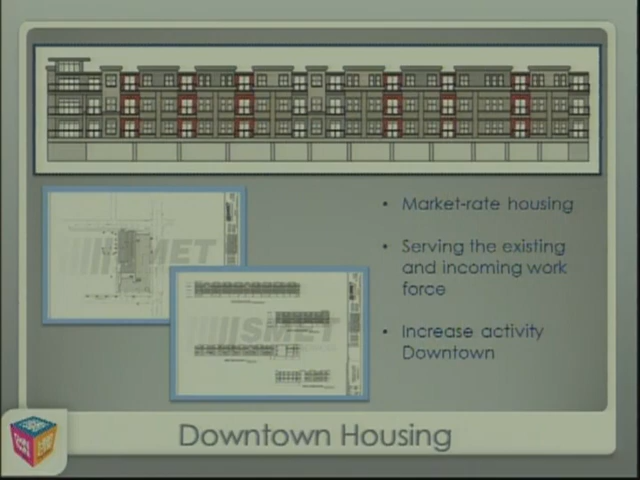 • Market-rate housing
• Serving the existing
and incoming work
force
• Increase activity
Downtown
SMET
SMET
Downtown Housing